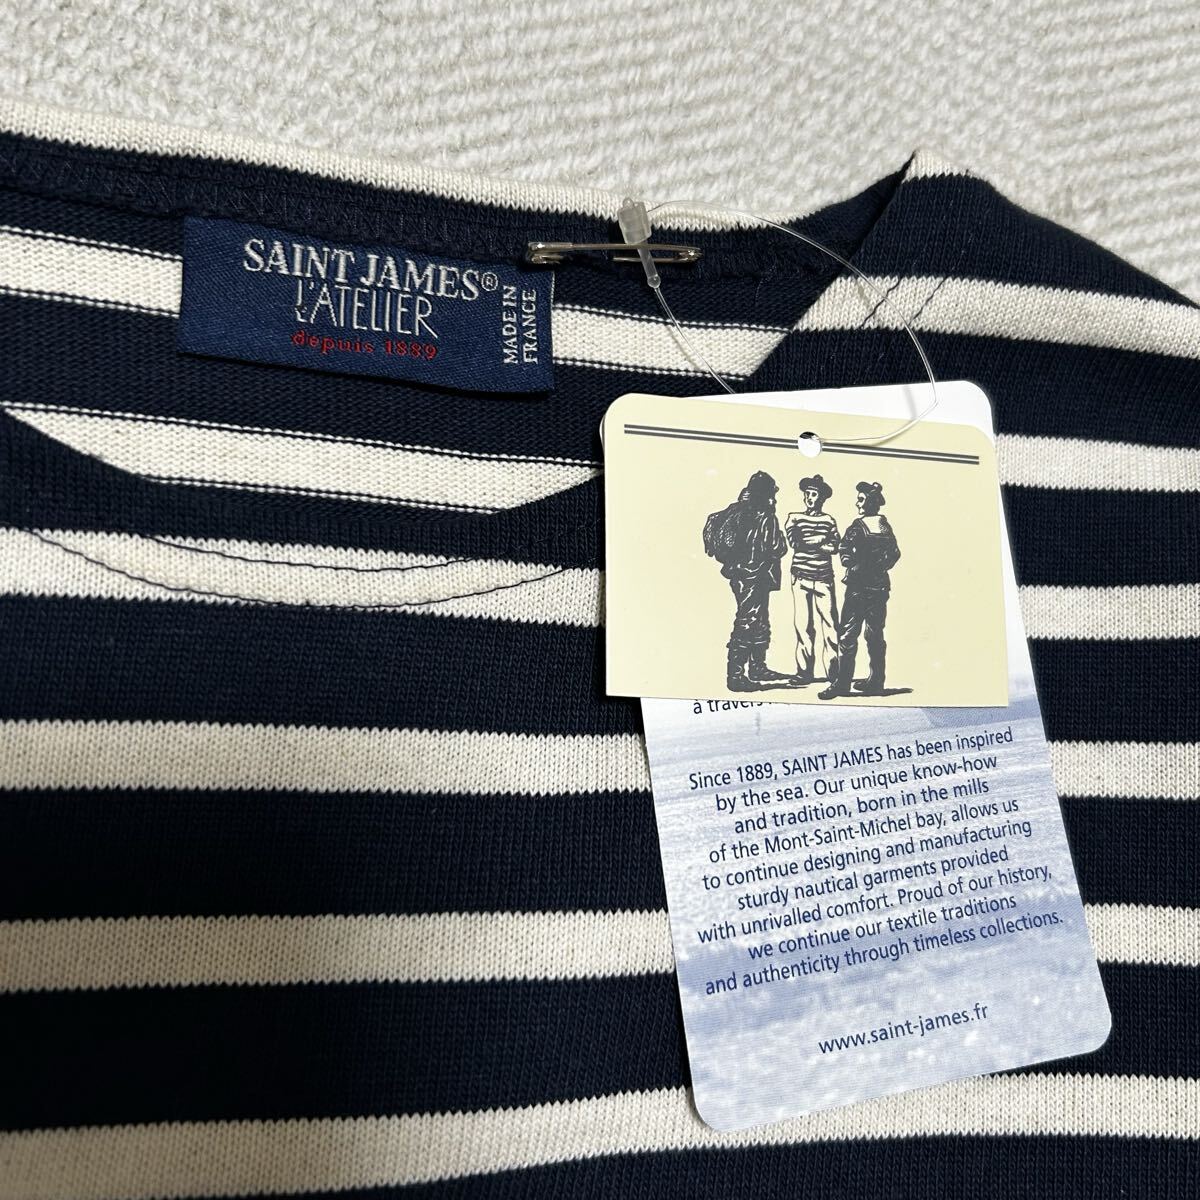 SAINT JAMES®
L'ATELIER
depuis 1889
MADE IN
FRANCE
à travers
Since 1889, SAINT JAMES has been inspired
by the sea. Our unique know-how
and tradition, born in the mills
of the Mont-Saint-Michel bay, allows us
to continue designing and manufacturing
sturdy nautical garments provided
with unrivalled comfort. Proud of our history,
we continue our textile traditions
and authenticity through timeless collections.
www.saint-james.fr